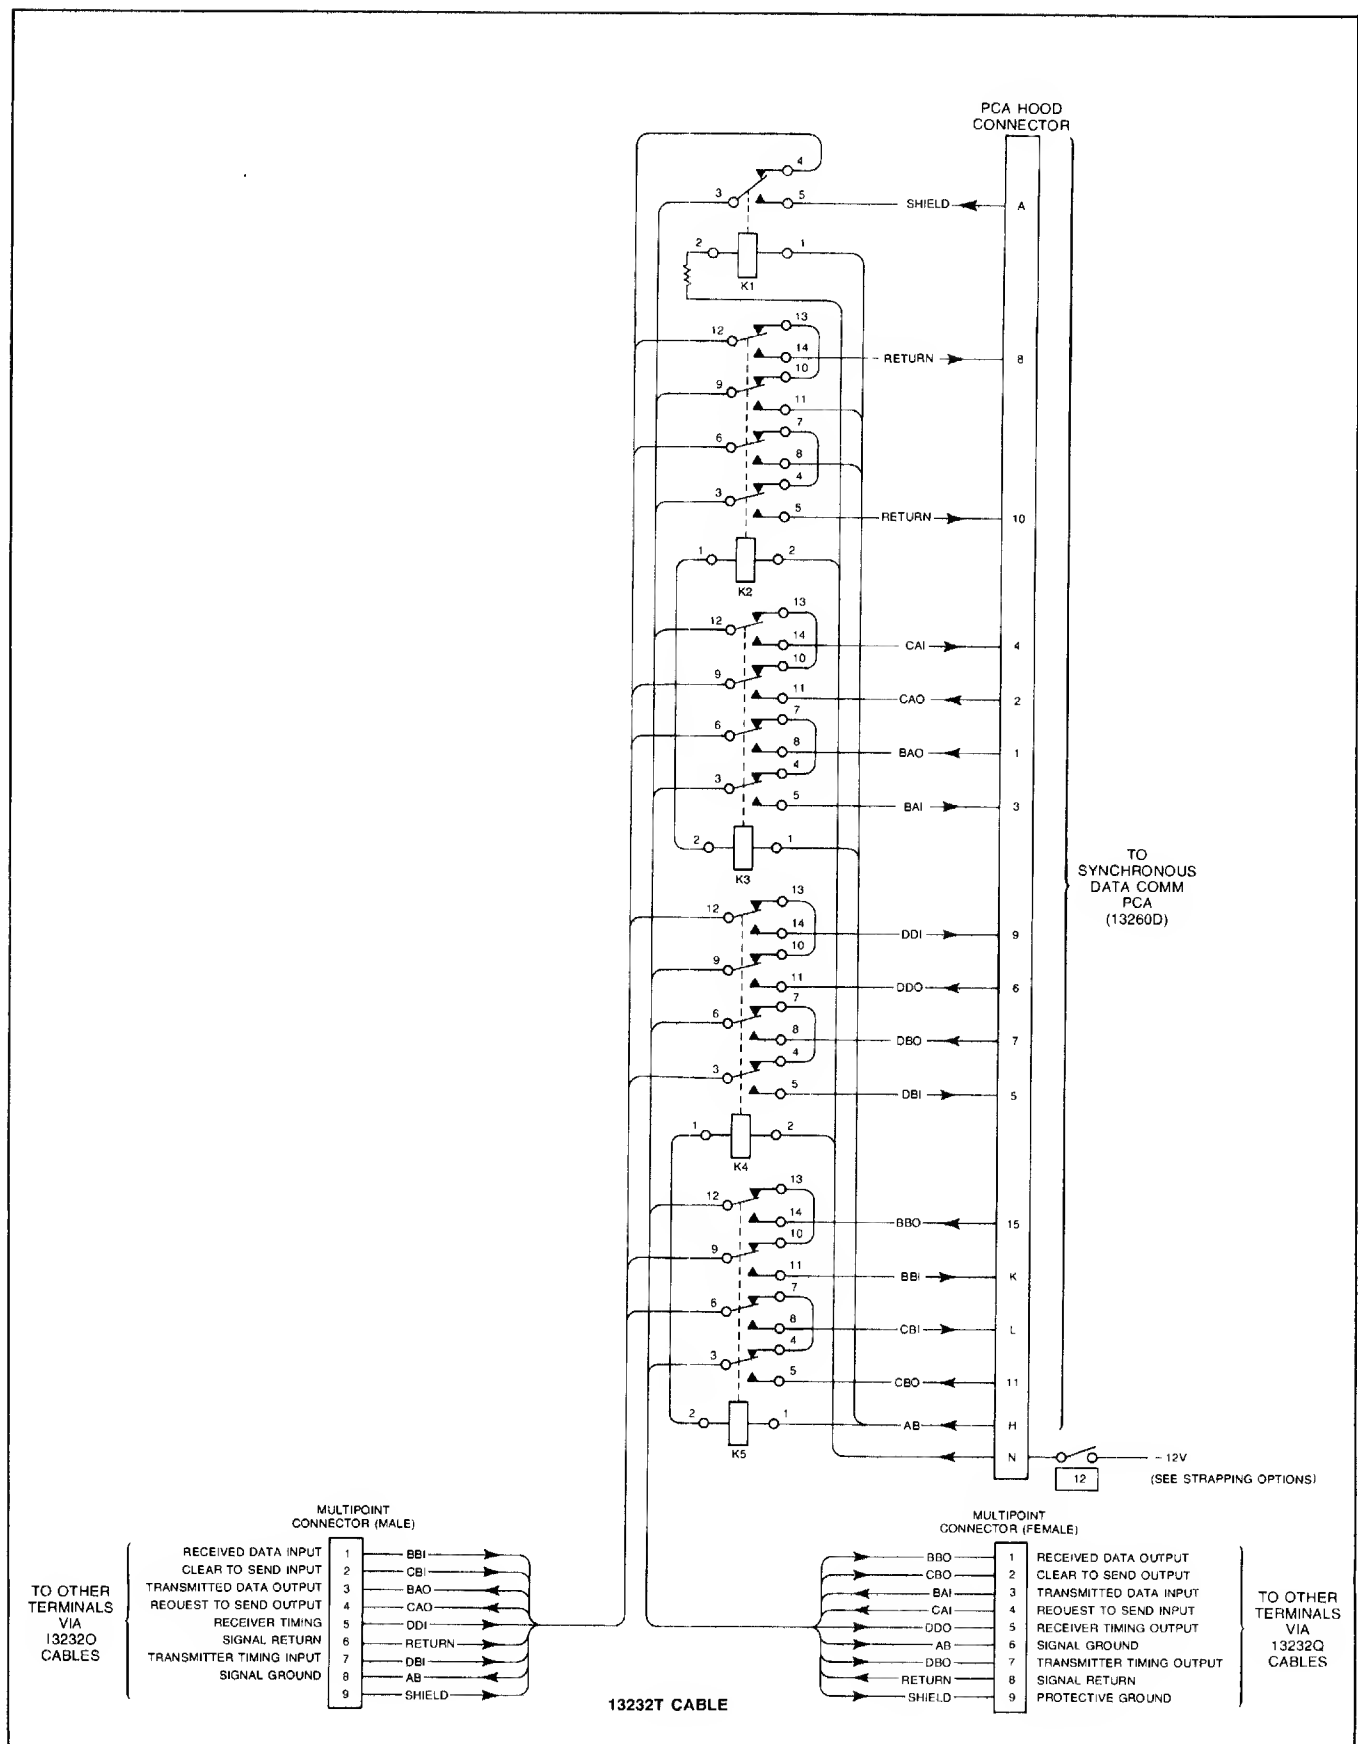 PCA HOOD
CONNECTOR
4
3
5
SHIELD
A
2
1
K1
13
12
14
RETURN
8
10
9
11
7
6
8
4
3
5
RETURN
10
1
2
K2
13
12
14
CAI
4
10
9
11
CAO
2
7
6
8
BAO
1
4
3
5
BAI
3
2
1
K3
TO
SYNCHRONOUS
DATA COMM
PCA
(13260D)
13
12
14
DDI
9
10
9
11
DDO
6
7
6
8
DBO
7
4
3
5
DBI
5
1
2
K4
13
12
14
BBO
15
10
9
11
BBI
K
7
6
8
CBI
L
4
3
5
CBO
11
2
1
AB
H
K5
N
- 12V
12
(SEE STRAPPING OPTIONS)
MULTIPOINT
CONNECTOR (MALE)
RECEIVED DATA INPUT 1 BBI
CLEAR TO SEND INPUT 2 CBI
TRANSMITTED DATA OUTPUT 3 BAO
REQUEST TO SEND OUTPUT 4 CAO
RECEIVER TIMING 5 DDI
SIGNAL RETURN 6 RETURN
TRANSMITTER TIMING INPUT 7 DBI
SIGNAL GROUND 8 AB
9 SHIELD
TO OTHER
TERMINALS
VIA
13232Q
CABLES
13232T CABLE
MULTIPOINT
CONNECTOR (FEMALE)
BBO 1 RECEIVED DATA OUTPUT
CBO 2 CLEAR TO SEND OUTPUT
BAI 3 TRANSMITTED DATA INPUT
CAI 4 REQUEST TO SEND INPUT
DDO 5 RECEIVER TIMING OUTPUT
AB 6 SIGNAL GROUND
DBO 7 TRANSMITTER TIMING OUTPUT
RETURN 8 SIGNAL RETURN
SHIELD 9 PROTECTIVE GROUND
TO OTHER
TERMINALS
VIA
13232Q
CABLES